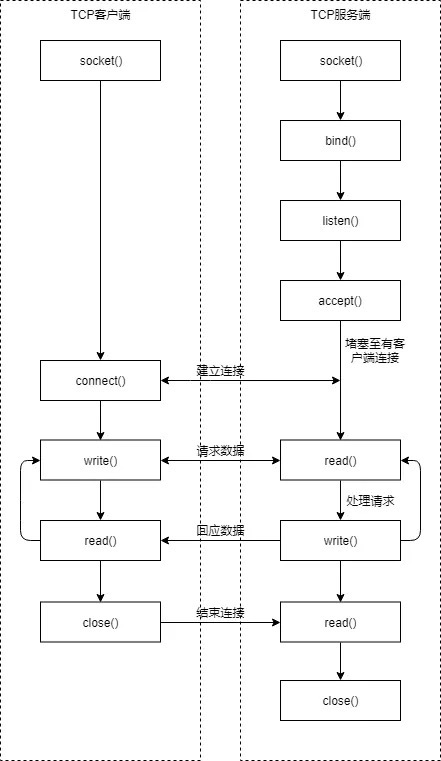 TCP客户端
TCP服务端
socket()
socket()
bind()
listen()
accept()
堵塞至有客
户端连接
connect()
建立连接
write()
请求数据
read()
处理请求
read()
回应数据
write()
close()
结束连接
read()
close()